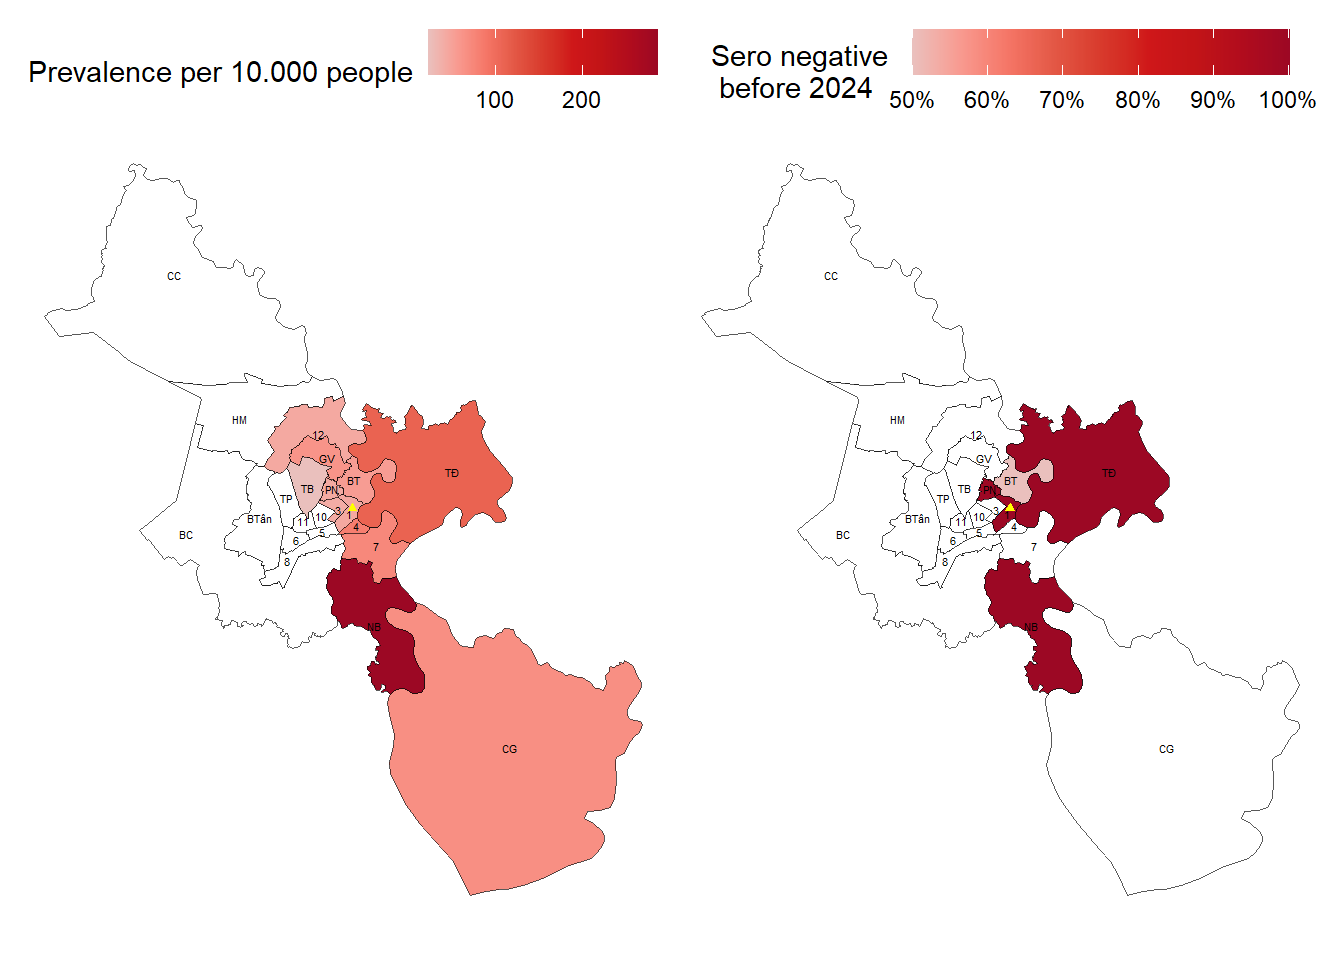 Prevalence per 10.000 people
100 200
Sero negative
before 2024
50% 60% 70% 80% 90% 100%
CC
HM
12
GV
TĐ
BT
TB
PN
TP
3
1
10
11
BTân
4
5
BC
6
7
8
NB
CG
CC
HM
12
GV
TĐ
BT
TB
PN
TP
3
10
11
BTân
4
5
BC
6
7
8
NB
CG